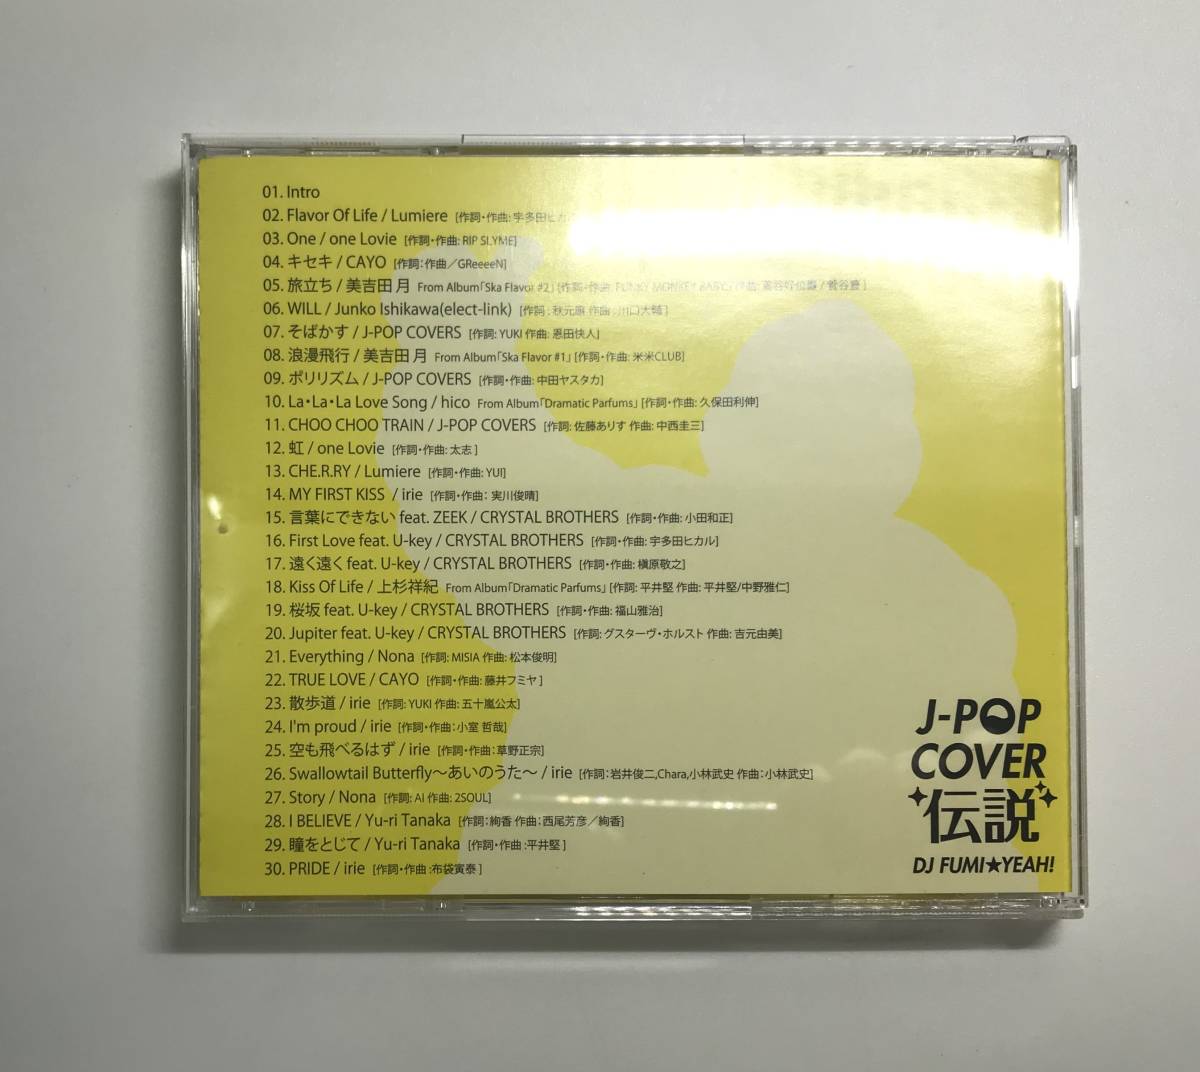 01. Intro
02. Flavor Of Life / Lumiere [作詞・作曲: 宇多田ヒカル
03. One / one Lovie [作詞・作曲: RIP SLYME]
04. キセキ / CAYO [作詞:作曲／GReeeeN]
05. 旅立ち / 美吉田 月 From Album「Ska Flavor #2」 [作詞・作曲: FUNKY MONKEY BABYS 作曲:
06. WILL / Junko Ishikawa(elect-link) [作詞 : 秋元康 作曲 : 川口大輔 ]
07. そばかす / J-POP COVERS [作詞: YUKI 作曲: 恩田快人]
08. 浪漫飛行 / 美吉田 月 From Album「Ska Flavor #1」 [作詞・作曲: 米米CLUB]
09. ポリリズム / J-POP COVERS [作詞・作曲: 中田ヤスタカ]
10. La・La・La Love Song / hico From Album「Dramatic Parfums」 [作詞・作曲: 久保田利伸]
11. CHOO CHOO TRAIN / J-POP COVERS [作詞: 佐藤ありす 作曲: 中西圭三]
12. 虹 / one Lovie [作詞・作曲: 太志 ]
13. CHE.R.RY / Lumiere [作詞・作曲: YUI]
14. MY FIRST KISS / irie [作詞・作曲: 実川俊晴]
15. 言葉にできない feat. ZEEK / CRYSTAL BROTHERS [作詞・作曲: 小田和正]
16. First Love feat. U-key / CRYSTAL BROTHERS [作詞・作曲: 宇多田ヒカル]
17. 遠く遠く feat. U-key / CRYSTAL BROTHERS [作詞・作曲: 槇原敬之]
18. Kiss Of Life / 上杉祥紀 From Album「Dramatic Parfums」 [作詞: 平井堅 作曲: 平井堅/中野雅仁]
19. 桜坂 feat. U-key / CRYSTAL BROTHERS [作詞・作曲: 福山雅治]
20. Jupiter feat. U-key / CRYSTAL BROTHERS [作詞: グスターヴ・ホルスト 作曲: 吉元由美]
21. Everything / Nona [作詞: MISIA 作曲: 松本俊明]
22. TRUE LOVE / CAYO [作詞・作曲: 藤井フミヤ ]
23. 散歩道 / irie [作詞: YUKI 作曲: 五十嵐公太]
24. I'm proud / irie [作詞・作曲:小室 哲哉]
25. 空も飛べるはず / irie [作詞・作曲:草野正宗]
26. Swallowtail Butterfly〜あいのうた〜 / irie [作詞:岩井俊二,Chara,小林武史 作曲:小林武史]
27. Story / Nona [作詞: AI 作曲: 2SOUL]
28. I BELIEVE / Yu-ri Tanaka [作詞:絢香 作曲:西尾芳彦／絢香]
29. 瞳をとじて / Yu-ri Tanaka [作詞・作曲 :平井堅 ]
30. PRIDE / irie [作詞・作曲 :布袋寅泰 ]
J-POP
COVER
伝説
DJ FUMI★YEAH!